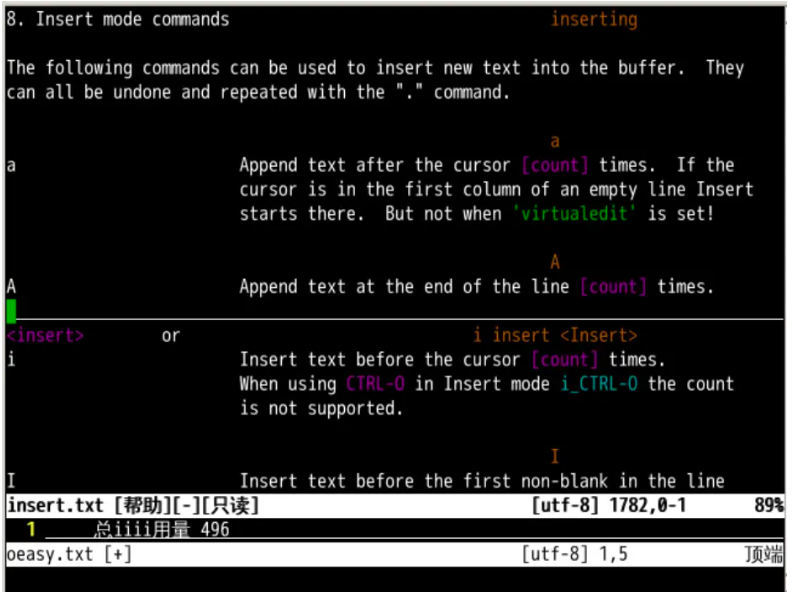 8. Insert mode commands inserting
The following commands can be used to insert new text into the buffer. They
can all be undone and repeated with the "." command.
a
a Append text after the cursor [count] times. If the
cursor is in the first column of an empty line Insert
starts there. But not when 'virtualedit' is set!
A
A Append text at the end of the line [count] times.
<insert> or i insert <Insert>
i Insert text before the cursor [count] times.
When using CTRL-O in Insert mode i_CTRL-O the count
is not supported.
I
I Insert text before the first non-blank in the line
insert.txt [帮助][-][只读] [utf-8] 1782,0-1 89%
1 总iiii用量 496
oeasy.txt [+] [utf-8] 1,5 顶端